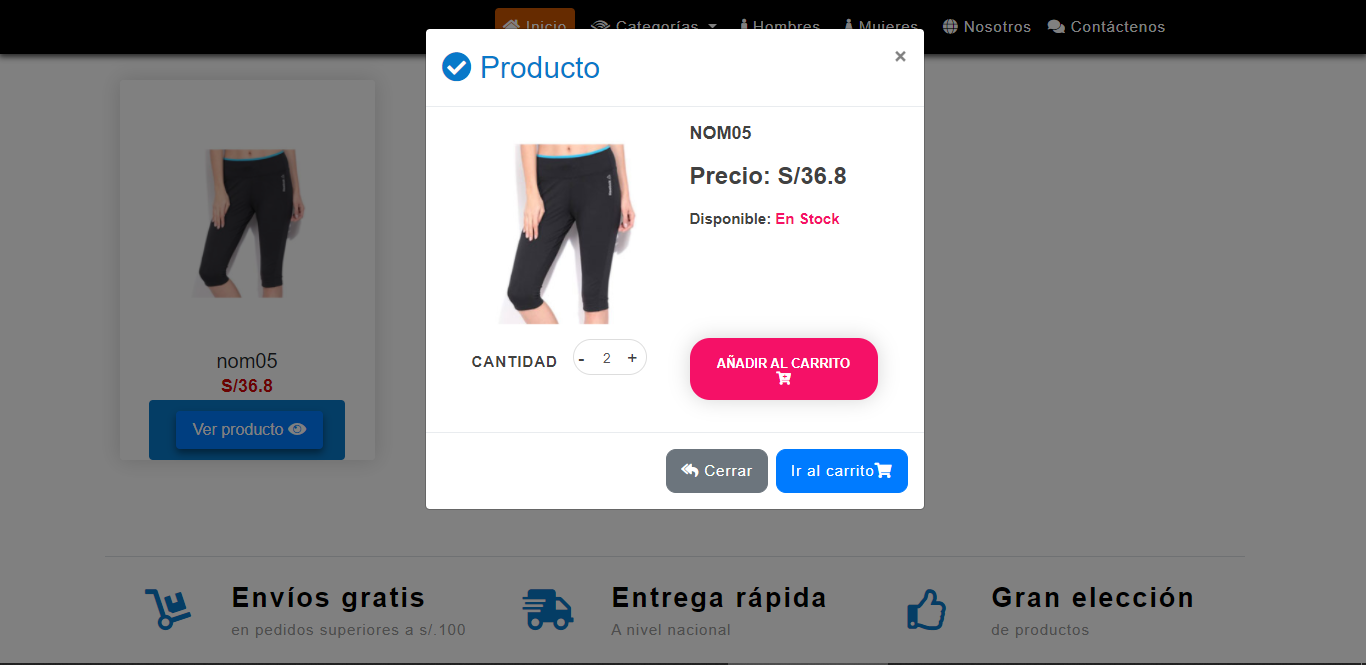 Inicio Categorías Hombres Mujeres Nosotros Contáctenos
Producto ×
NOM05
Precio: S/36.8
Disponible: En Stock
CANTIDAD - 2 +
AÑADIR AL CARRITO
Cerrar Ir al carrito
nom05
S/36.8
Ver producto
Envíos gratis
en pedidos superiores a s/.100
Entrega rápida
A nivel nacional
Gran elección
de productos